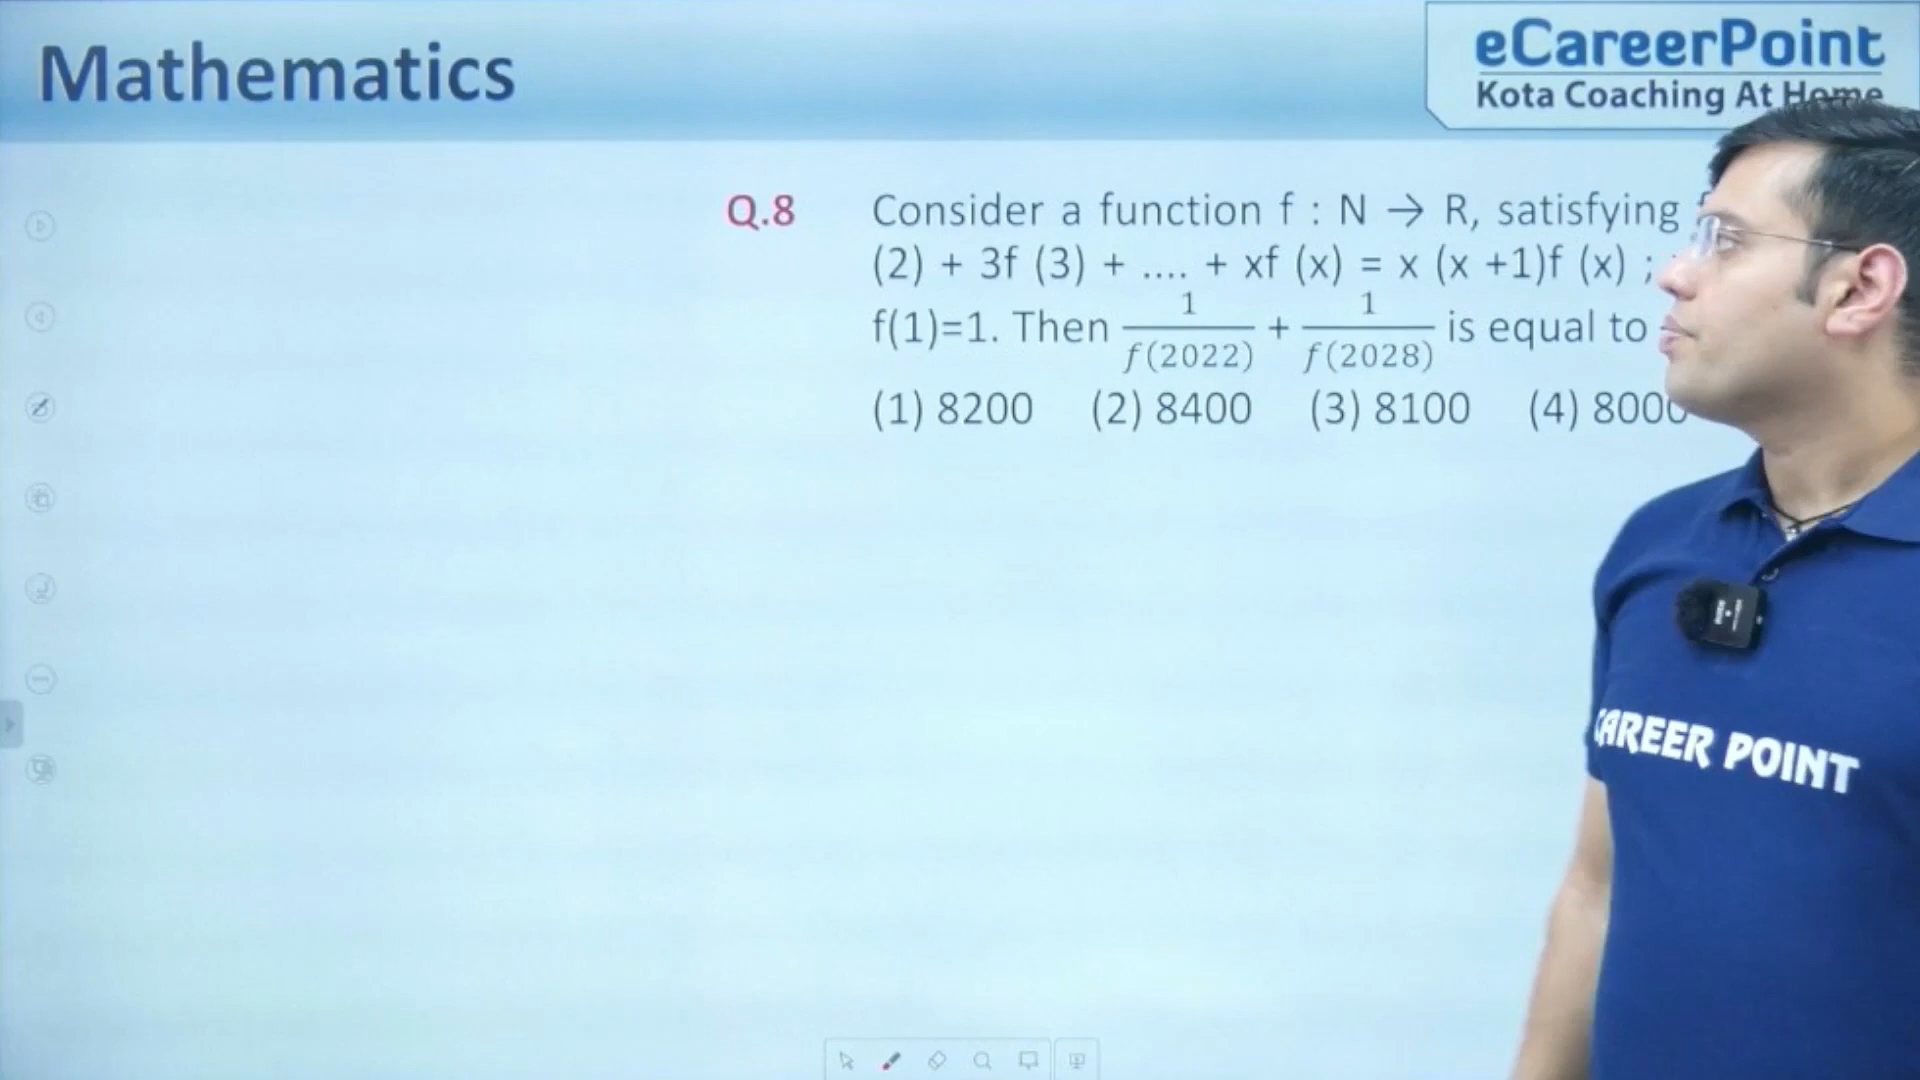 Mathematics
eCareerPoint
Kota Coaching At Home
Q.8 Consider a function f : N → R, satisfying
(2) + 3f (3) + .... + xf (x) = x (x +1)f (x) ;
f(1)=1. Then 1/f(2022) + 1/f(2028) is equal to
(1) 8200 (2) 8400 (3) 8100 (4) 8000
CAREER POINT